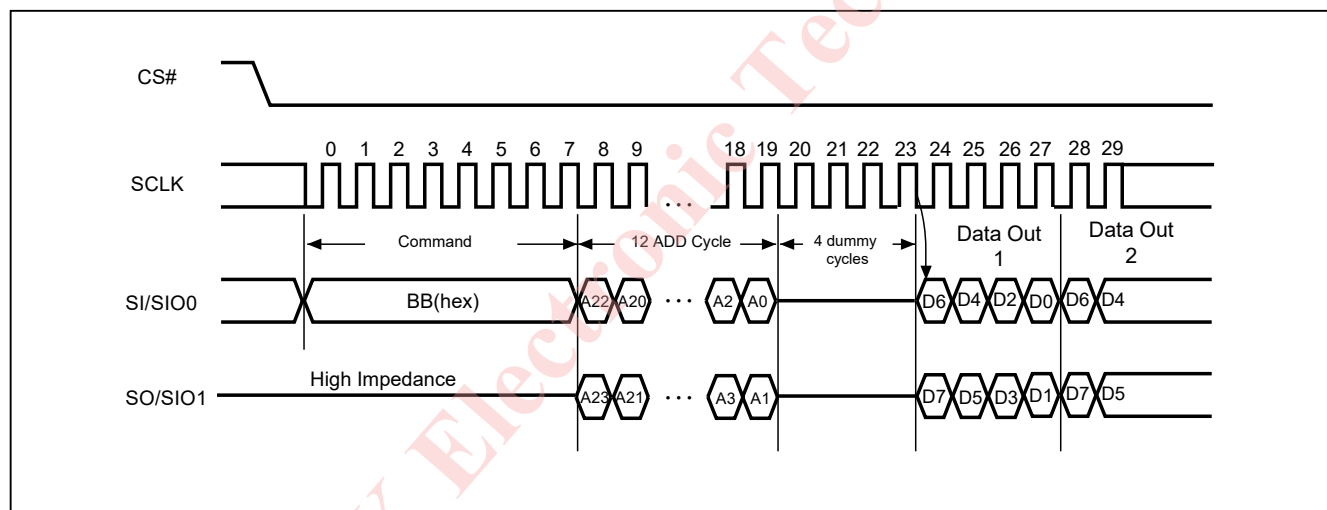 CS#
0 1 2 3 4 5 6 7 8 9 18 19 20 21 22 23 24 25 26 27 28 29
SCLK
...
Command
12 ADD Cycle
4 dummy
cycles
Data Out
1
Data Out
2
SI/SIO0
BB(hex)
A22 A20 ... A2 A0
D6 D4 D2 D0 D6 D4
High Impedance
SO/SIO1
A23 A21 ... A3 A1
D7 D5 D3 D1 D7 D5
Electronic